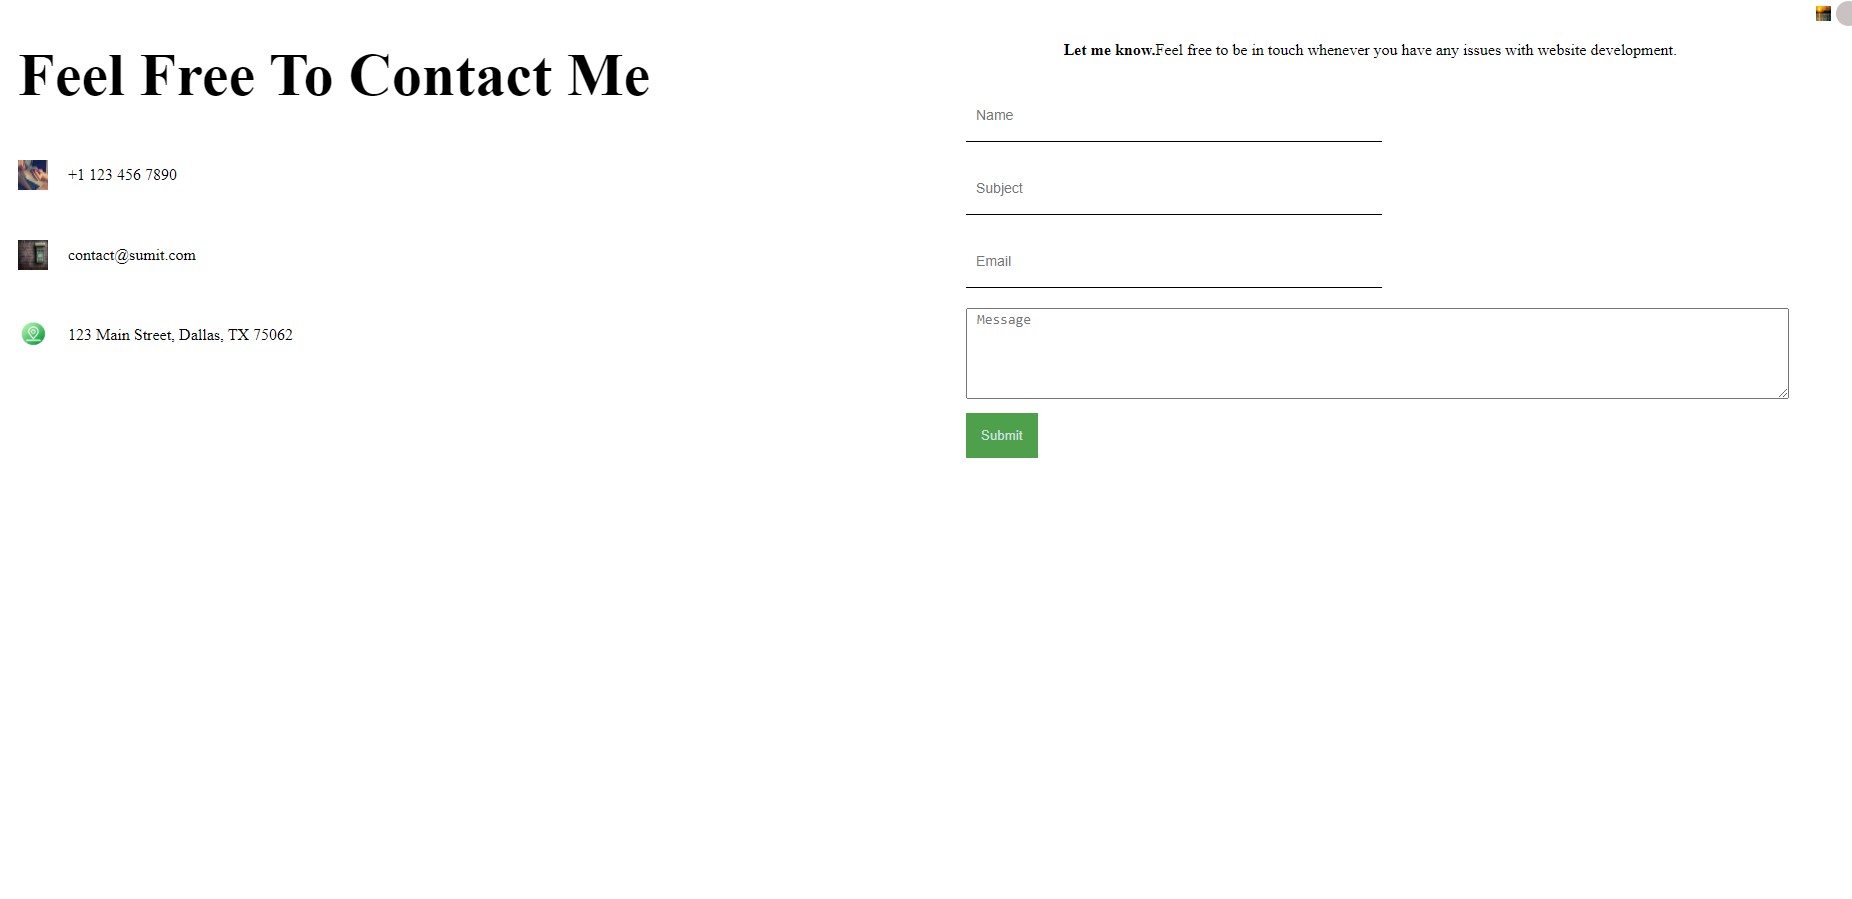 Feel Free To Contact Me
+1 123 456 7890
contact@sumit.com
123 Main Street, Dallas, TX 75062
Let me know.Feel free to be in touch whenever you have any issues with website development.
Name
Subject
Email
Message
Submit